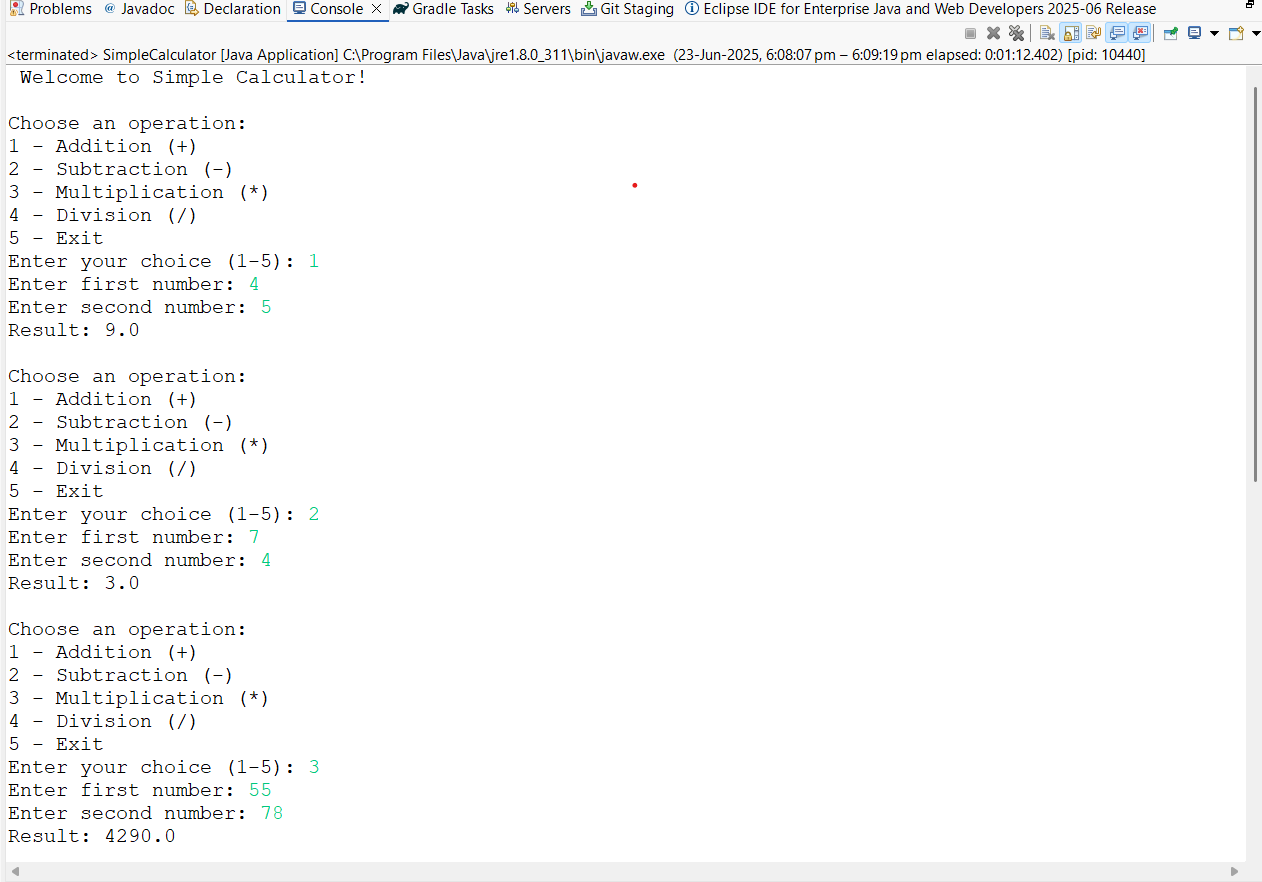 Problems @ Javadoc Declaration Console Gradle Tasks Servers Git Staging Eclipse IDE for Enterprise Java and Web Developers 2025-06 Release
<terminated> SimpleCalculator [Java Application] C:\Program Files\Java\jre1.8.0_311\bin\javaw.exe (23-Jun-2025, 6:08:07 pm – 6:09:19 pm elapsed: 0:01:12.402) [pid: 10440]
Welcome to Simple Calculator!
Choose an operation:
1 - Addition (+)
2 - Subtraction (-)
3 - Multiplication (*)
4 - Division (/)
5 - Exit
Enter your choice (1-5): 1
Enter first number: 4
Enter second number: 5
Result: 9.0
Choose an operation:
1 - Addition (+)
2 - Subtraction (-)
3 - Multiplication (*)
4 - Division (/)
5 - Exit
Enter your choice (1-5): 2
Enter first number: 7
Enter second number: 4
Result: 3.0
Choose an operation:
1 - Addition (+)
2 - Subtraction (-)
3 - Multiplication (*)
4 - Division (/)
5 - Exit
Enter your choice (1-5): 3
Enter first number: 55
Enter second number: 78
Result: 4290.0